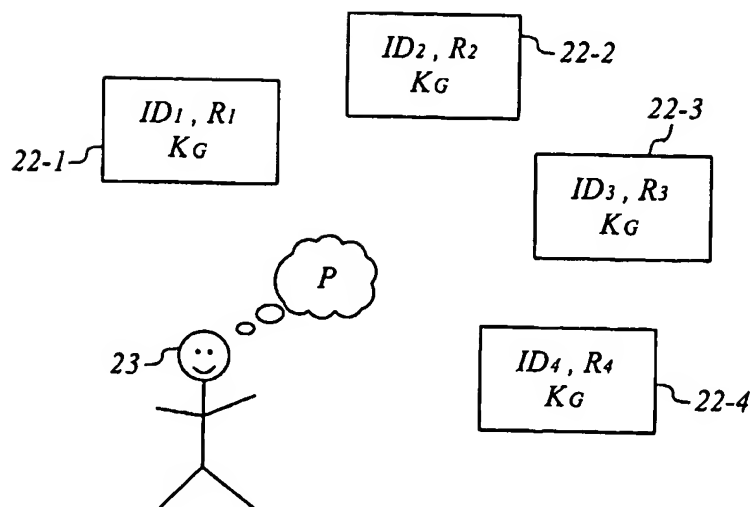 ID2 , R2
KG
22-2
ID1 , R1
KG
22-1
22-3
ID3 , R3
KG
P
23
ID4 , R4
KG
22-4